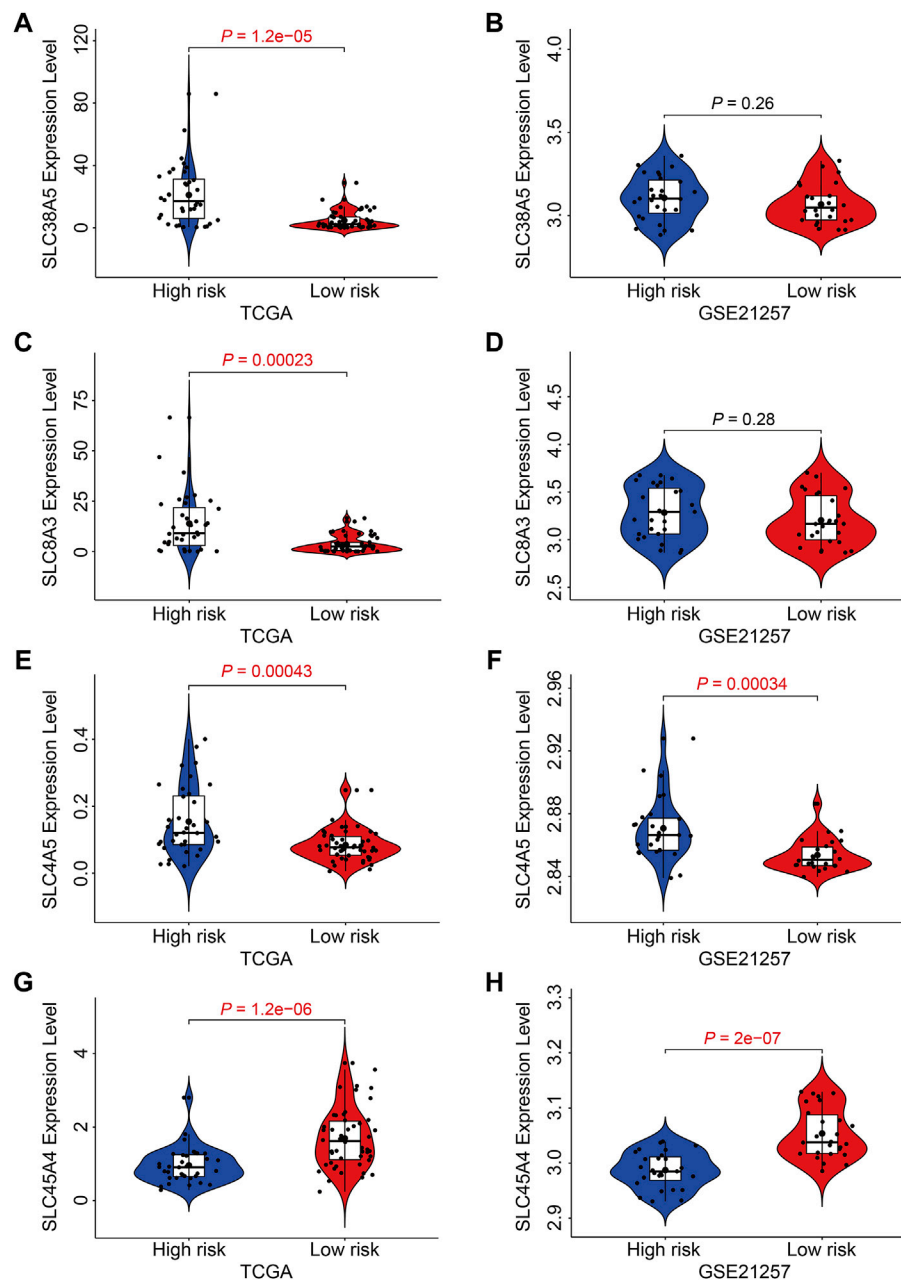 A
SLC38A5 Expression Level
120
80
40
0
P = 1.2e−05
High risk
Low risk
TCGA
B
SLC38A5 Expression Level
4.0
3.5
3.0
P = 0.26
High risk
Low risk
GSE21257
C
SLC8A3 Expression Level
75
50
25
0
P = 0.00023
High risk
Low risk
TCGA
D
SLC8A3 Expression Level
4.5
4.0
3.5
3.0
2.5
P = 0.28
High risk
Low risk
GSE21257
E
SLC4A5 Expression Level
0.4
0.2
0.0
P = 0.00043
High risk
Low risk
TCGA
F
SLC4A5 Expression Level
2.96
2.92
2.88
2.84
P = 0.00034
High risk
Low risk
GSE21257
G
SLC45A4 Expression Level
4
2
0
P = 1.2e−06
High risk
Low risk
TCGA
H
SLC45A4 Expression Level
3.3
3.2
3.1
3.0
2.9
P = 2e−07
High risk
Low risk
GSE21257